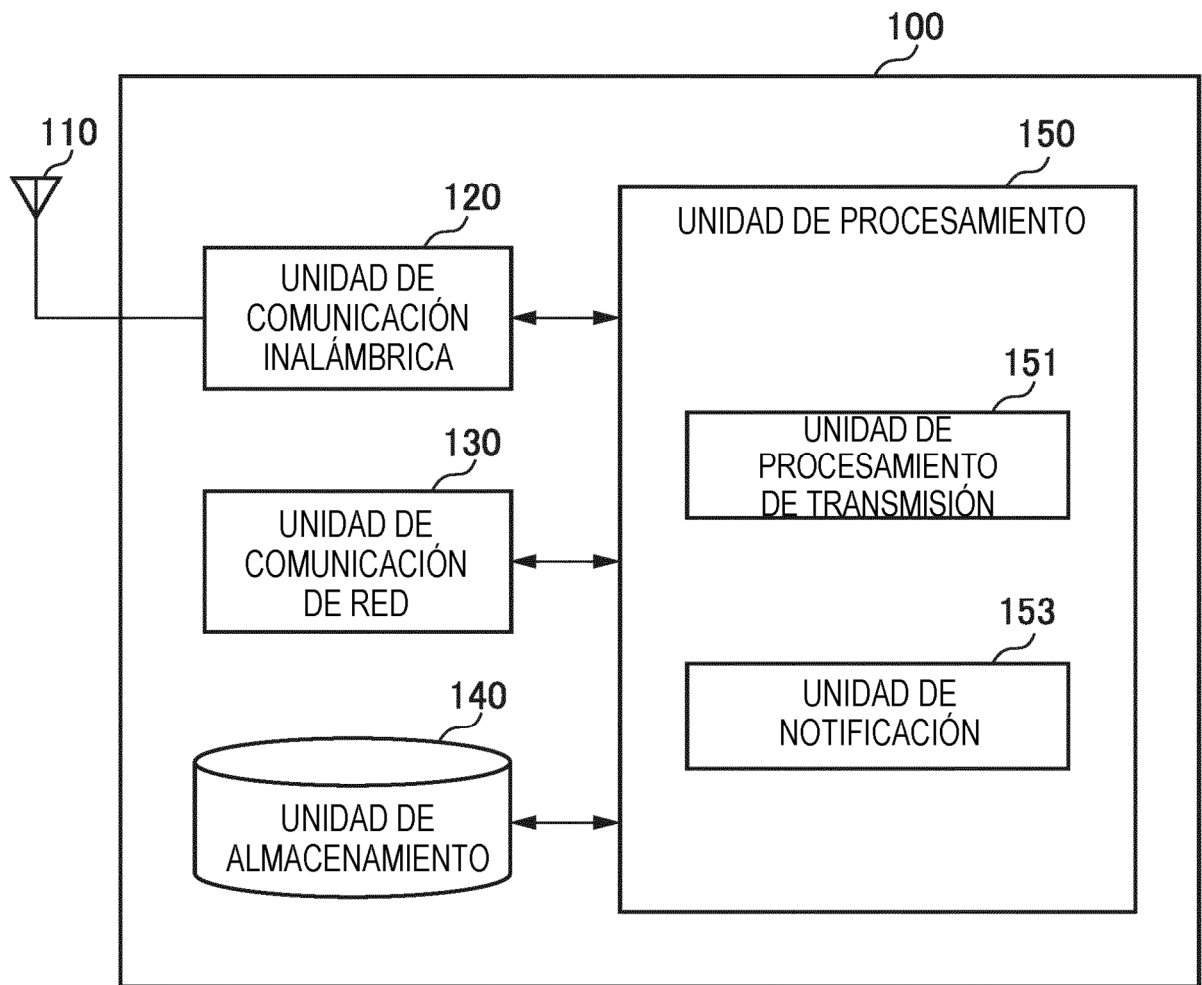 100
110
150
120
UNIDAD DE PROCESAMIENTO
UNIDAD DE
COMUNICACIÓN
INALÁMBRICA
151
UNIDAD DE
PROCESAMIENTO
DE TRANSMISIÓN
130
UNIDAD DE
COMUNICACIÓN
DE RED
153
UNIDAD DE
NOTIFICACIÓN
140
UNIDAD DE
ALMACENAMIENTO